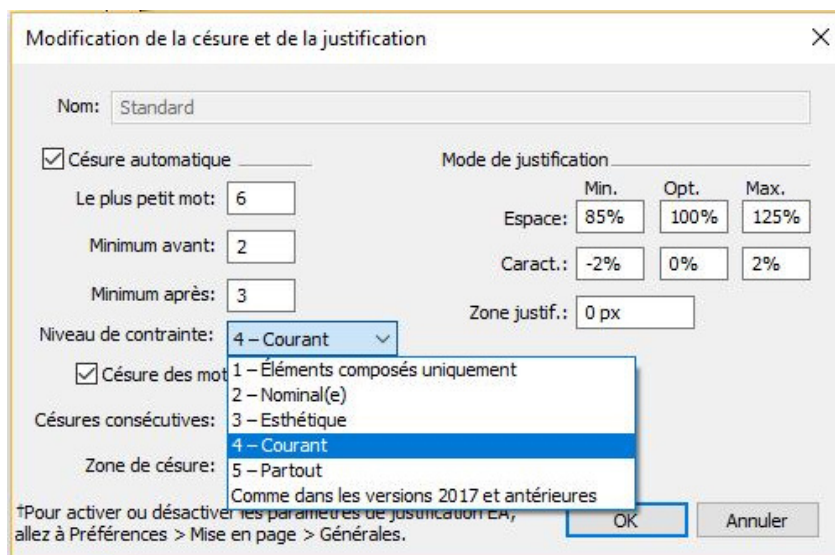 Modification de la césure et de la justification
Nom: Standard
Césure automatique
Le plus petit mot: 6
Minimum avant: 2
Minimum après: 3
Niveau de contrainte: 4 – Courant
Césure des mot
1 – Éléments composés uniquement
2 – Nominal(e)
3 – Esthétique
4 – Courant
5 – Partout
Comme dans les versions 2017 et antérieures
Césures consécutives:
Zone de césure:
Mode de justification
Min. Opt. Max.
Espace: 85% 100% 125%
Caract.: -2% 0% 2%
Zone justif.: 0 px
†Pour activer ou désactiver les paramètres de justification EA,
allez à Préférences > Mise en page > Générales.
OK Annuler